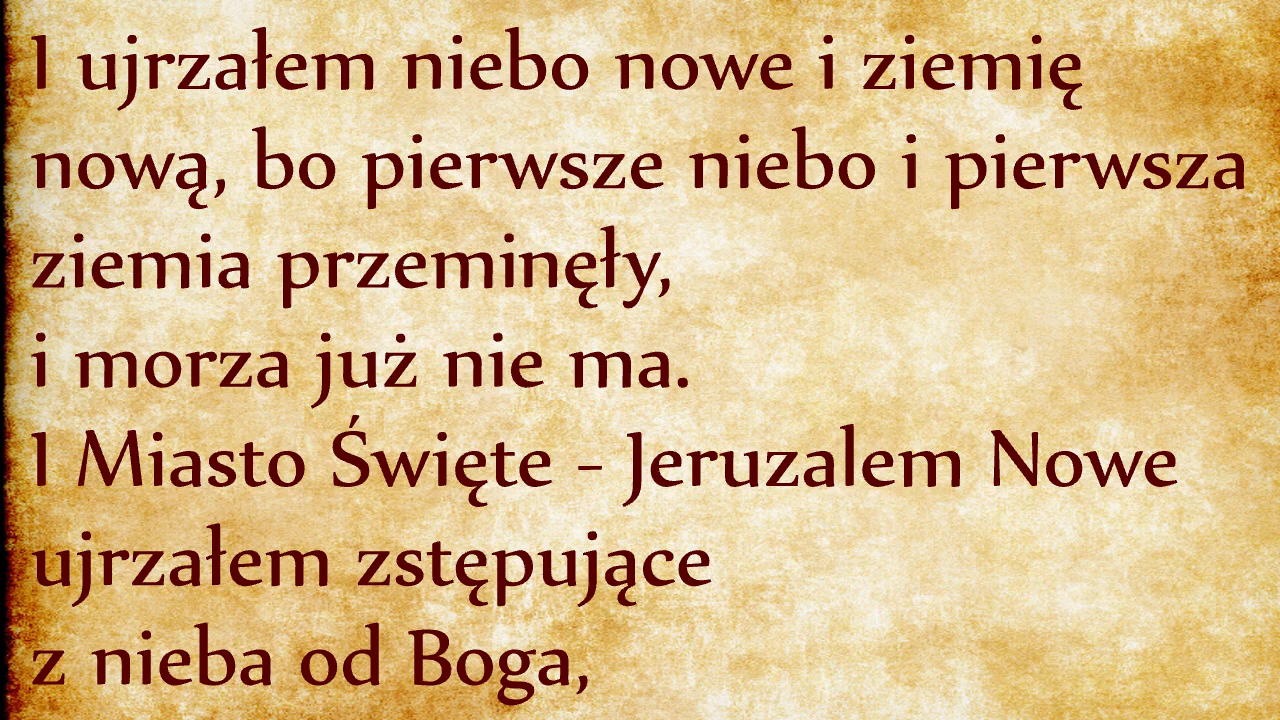 I ujrzałem niebo nowe i ziemię
nową, bo pierwsze niebo i pierwsza
ziemia przeminęły,
i morza już nie ma.
I Miasto Święte - Jeruzalem Nowe
ujrzałem zstępujące
z nieba od Boga,